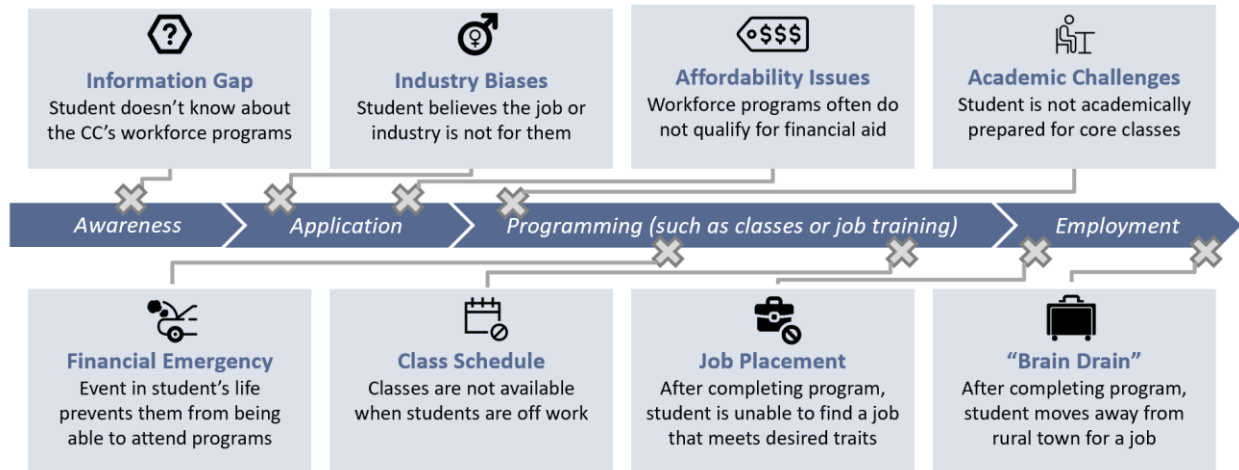 ?
$$$$
Information Gap
Student doesn’t know about
the CC’s workforce programs
Industry Biases
Student believes the job or
industry is not for them
Affordability Issues
Workforce programs often do
not qualify for financial aid
Academic Challenges
Student is not academically
prepared for core classes
Awareness
Application
Programming (such as classes or job training)
Employment
Financial Emergency
Event in student’s life
prevents them from being
able to attend programs
Class Schedule
Classes are not available
when students are off work
Job Placement
After completing program,
student is unable to find a job
that meets desired traits
“Brain Drain”
After completing program,
student moves away from
rural town for a job